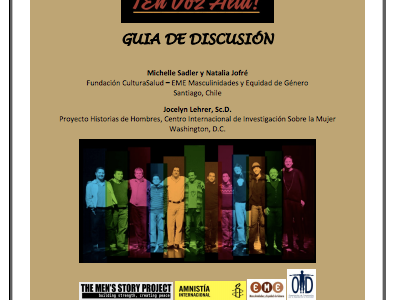 ¡En Voz Alta!
GUIA DE DISCUSIÓN
Michelle Sadler y Natalia Jofré
Fundación CulturaSalud – EME Masculinidades y Equidad de Género
Santiago, Chile
Jocelyn Lehrer, Sc.D.
Proyecto Historias de Hombres, Centro Internacional de Investigación Sobre la Mujer
Washington, D.C.
THE MEN'S STORY PROJECT
building strength, creating peace
AMNISTÍA
INTERNACIONAL
EME